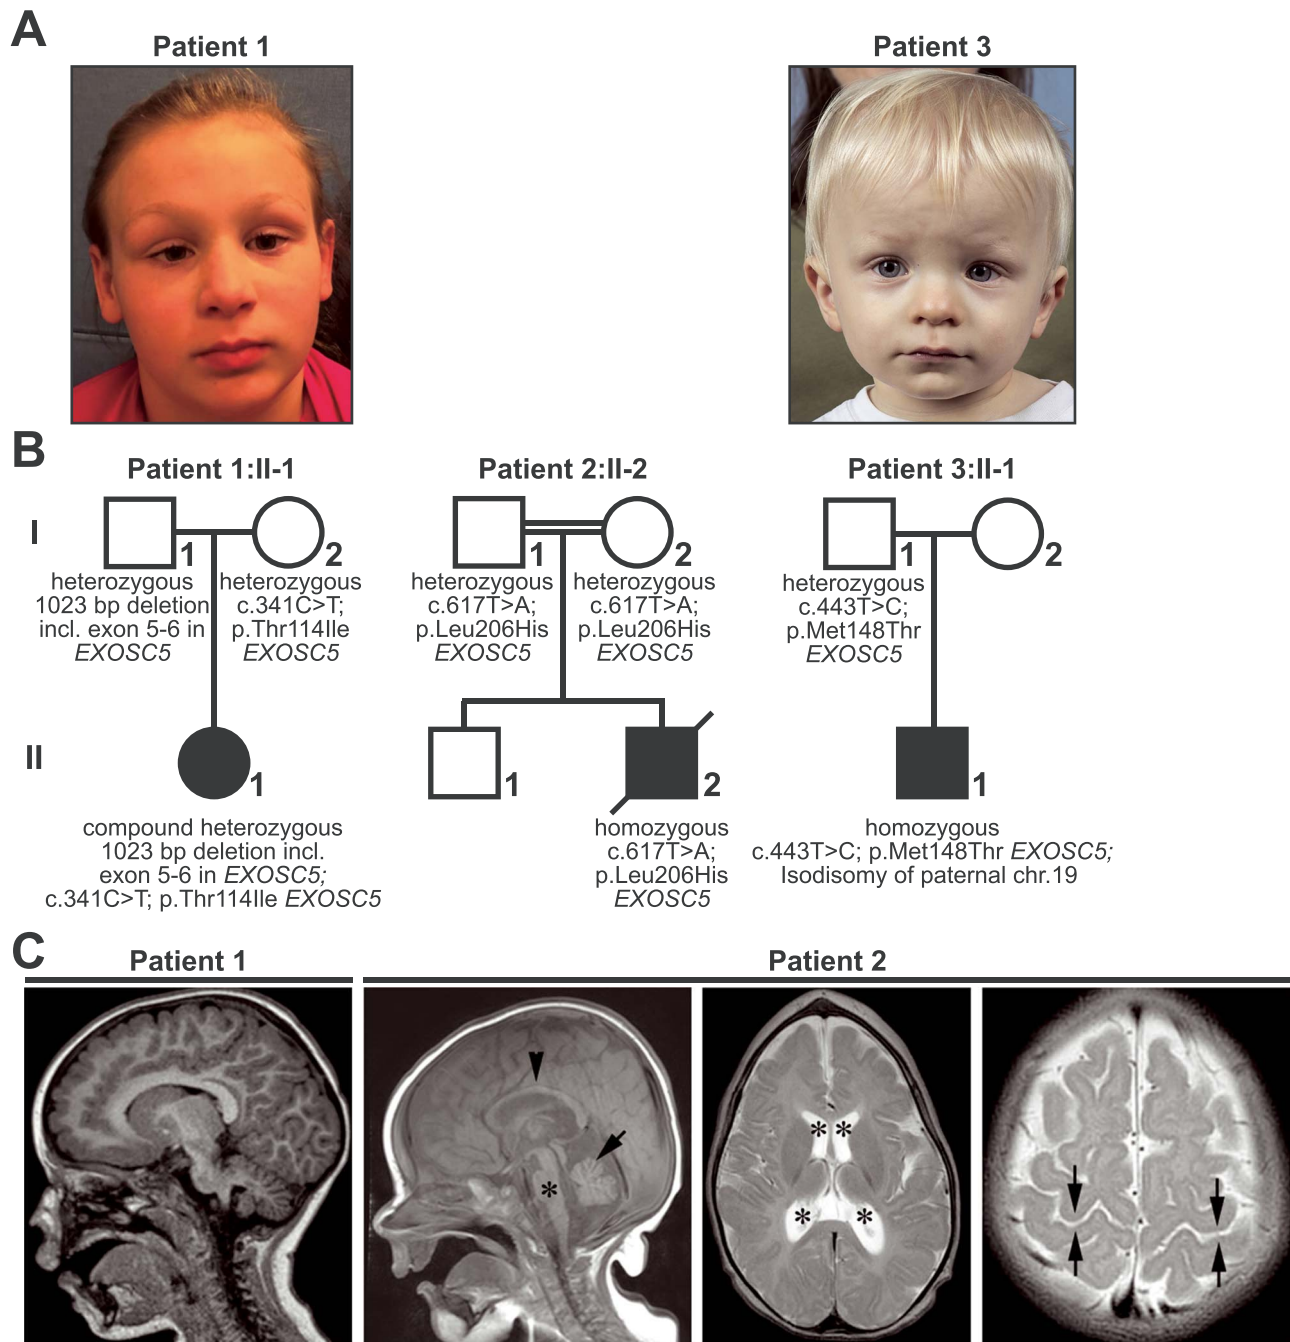 A
Patient 1
Patient 3
B
Patient 1:II-1
Patient 2:II-2
Patient 3:II-1
I
1
2
1
2
1
2
heterozygous
1023 bp deletion
incl. exon 5-6 in
EXOSC5
heterozygous
c.341C>T;
p.Thr114Ile
EXOSC5
heterozygous
c.617T>A;
p.Leu206His
EXOSC5
heterozygous
c.617T>A;
p.Leu206His
EXOSC5
heterozygous
c.443T>C;
p.Met148Thr
EXOSC5
II
1
1
2
1
compound heterozygous
1023 bp deletion incl.
exon 5-6 in EXOSC5;
c.341C>T; p.Thr114Ile EXOSC5
homozygous
c.617T>A;
p.Leu206His
EXOSC5
homozygous
c.443T>C; p.Met148Thr EXOSC5;
Isodisomy of paternal chr.19
C
Patient 1
Patient 2
*
* *
* *